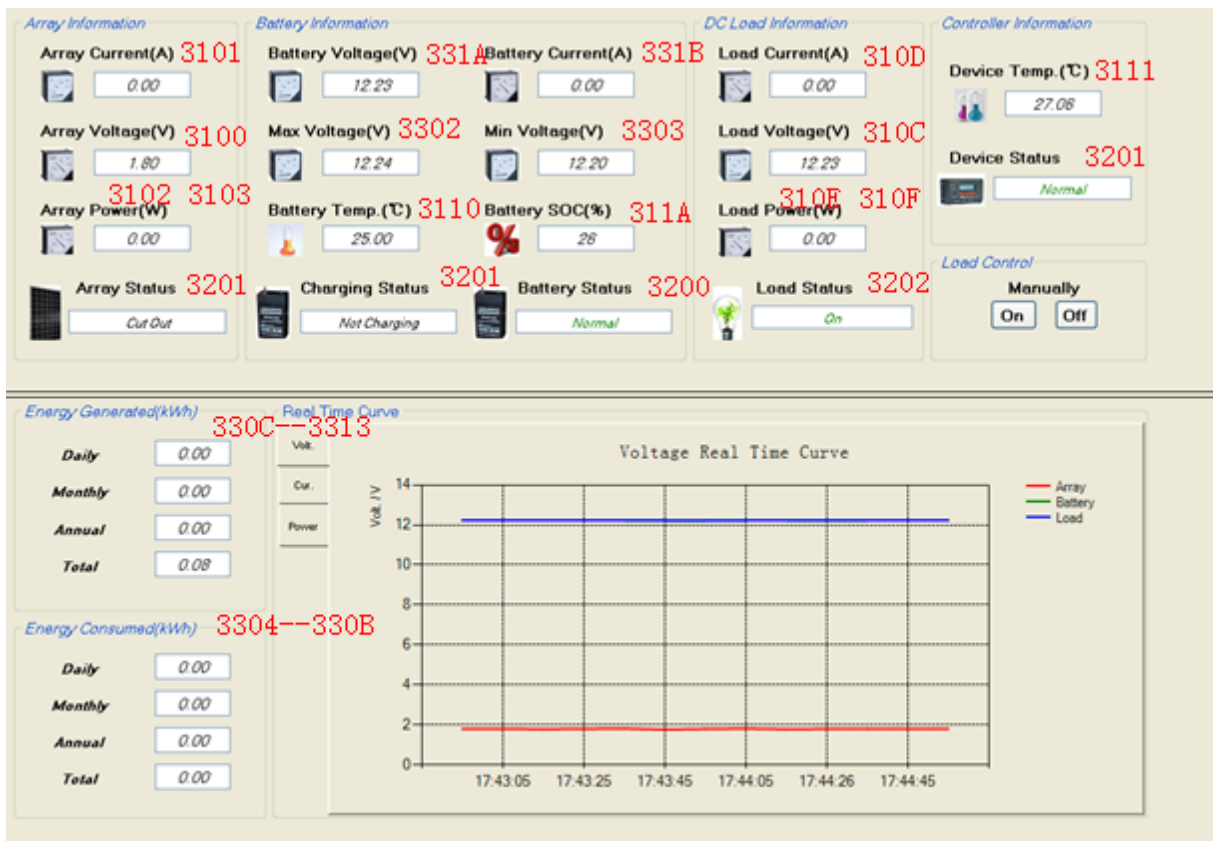 Array Information
Array Current(A) 3101
0.00
Array Voltage(V) 3100
1.80
3102 3103
Array Power(W)
0.00
Array Status 3201
Cut Out
Battery Information
Battery Voltage(V) 331A
12.23
Battery Current(A) 331B
0.00
Max Voltage(V) 3302
12.24
Min Voltage(V) 3303
12.20
Battery Temp.(℃) 3110
25.00
Battery SOC(%) 311A
%
26
Charging Status 3201
Not Charging
Battery Status 3200
Normal
DC Load Information
Load Current(A) 310D
0.00
Load Voltage(V) 310C
12.23
310E 310F
Load Power(W)
0.00
Load Status 3202
On
Controller Information
Device Temp.(℃) 3111
27.06
Device Status 3201
Normal
Load Control
Manually
On Off
Energy Generated(kWh)
330C--3313
Daily 0.00
Monthly 0.00
Annual 0.00
Total 0.08
Energy Consumed(kWh) 3304--330B
Daily 0.00
Monthly 0.00
Annual 0.00
Total 0.00
Real Time Curve
Volt.
Cur.
Power
Voltage Real Time Curve
Volt. / V
14
12
10
8
6
4
2
0
17:43:05 17:43:25 17:43:45 17:44:05 17:44:26 17:44:45
Array
Battery
Load